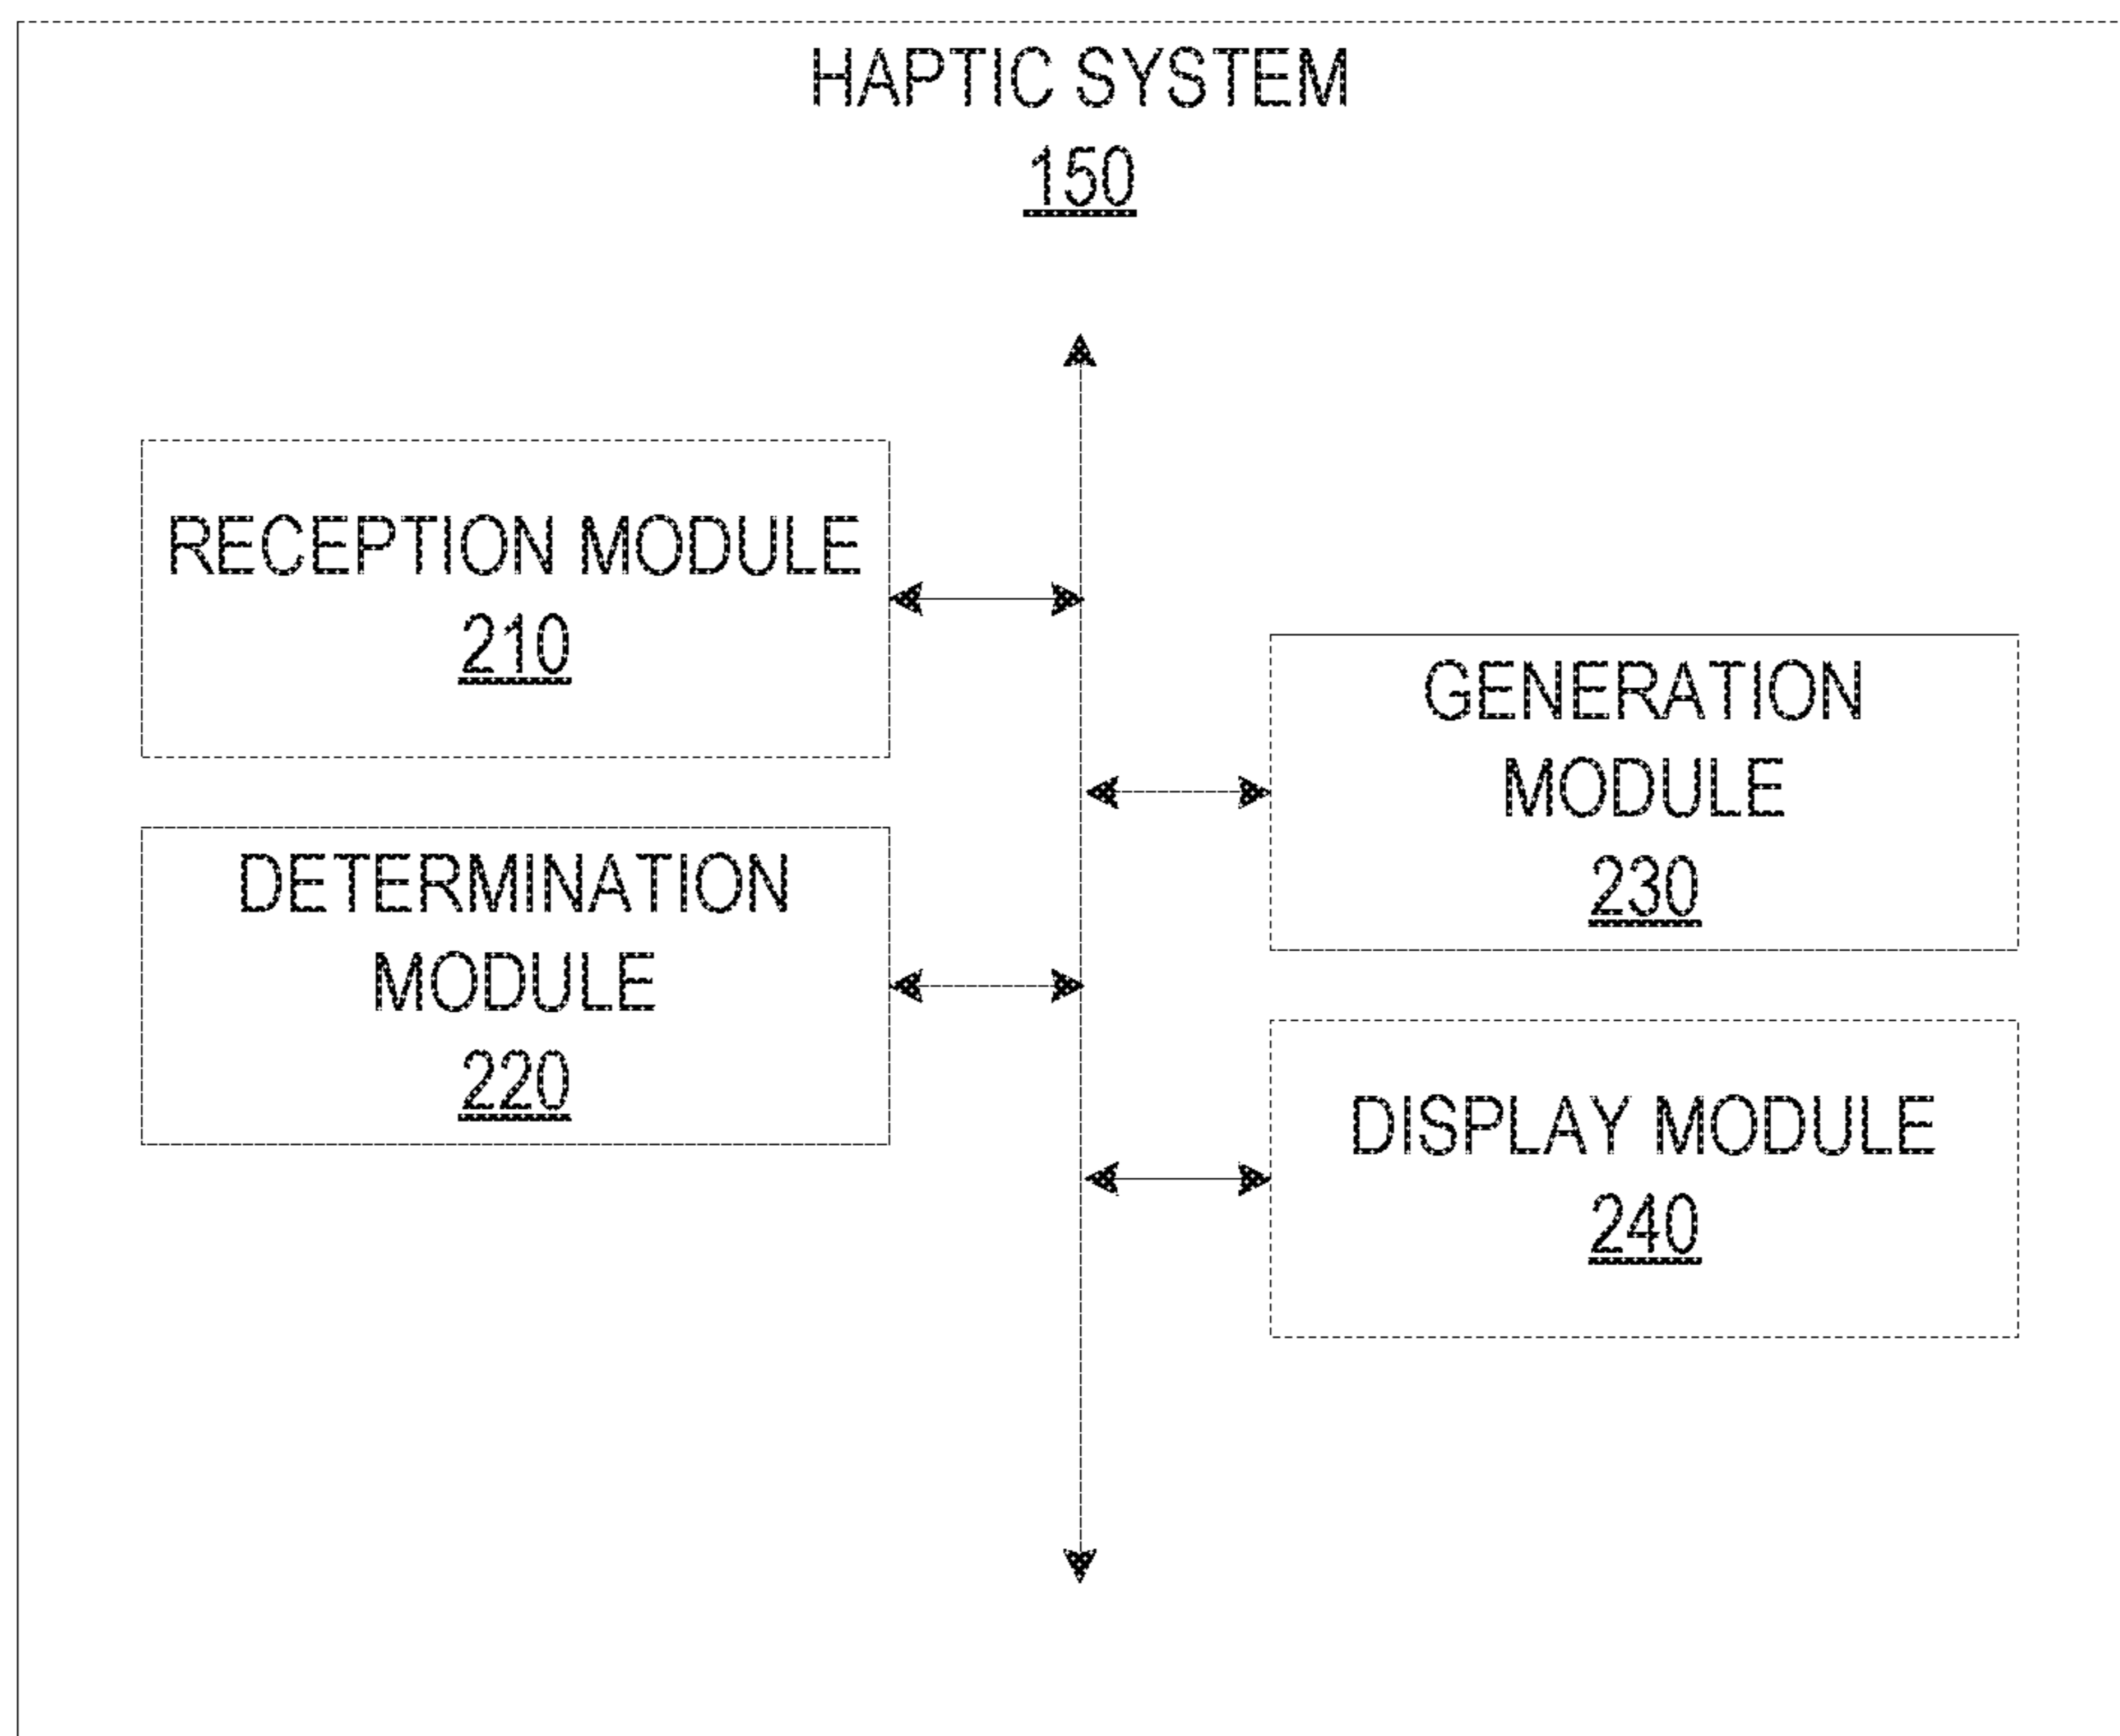 HAPTIC SYSTEM
150
RECEPTION MODULE
210
DETERMINATION
MODULE
220
GENERATION
MODULE
230
DISPLAY MODULE
240